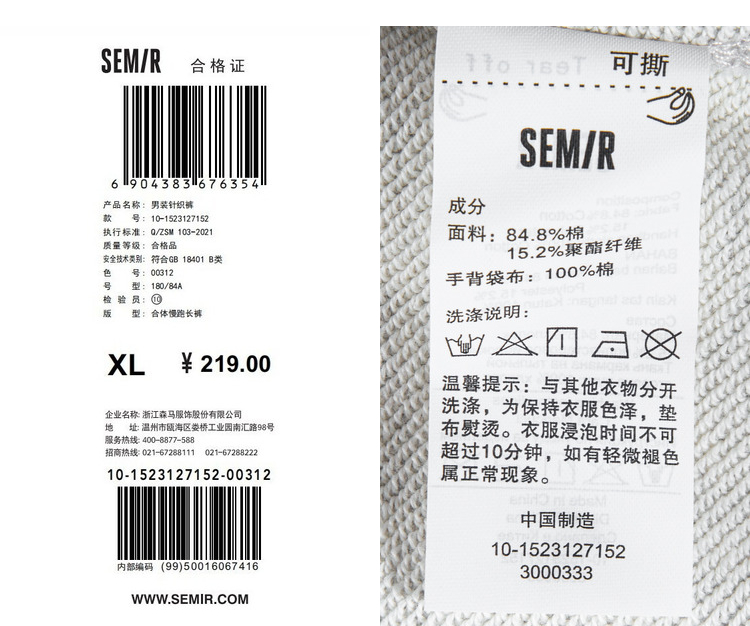 SEMIR 合格证
6 904383 676354
产品名称: 男装针织裤
款 号: 10-1523127152
执行标准: Q/ZSM 103-2021
质量等级: 合格品
安全技术类别: 符合GB 18401 B类
色 号: 00312
号 型: 180/84A
检 验 员: ⑩
版 型: 合体慢跑长裤
XL ¥ 219.00
企业名称: 浙江森马服饰股份有限公司
地 址: 温州市瓯海区娄桥工业园南汇路98号
服务热线: 400-8877-588
招商热线: 021-67288111 021-67288222
10-1523127152-00312
内部编码 (99)50016067416
WWW.SEMIR.COM
可撕
Tear off
SEMIR
成分
面料: 84.8%棉
15.2%聚酯纤维
手背袋布: 100%棉
洗涤说明:
温馨提示: 与其他衣物分开
洗涤，为保持衣服色泽，垫
布熨烫。衣服浸泡时间不可
超过10分钟，如有轻微褪色
属正常现象。
中国制造
10-1523127152
3000333